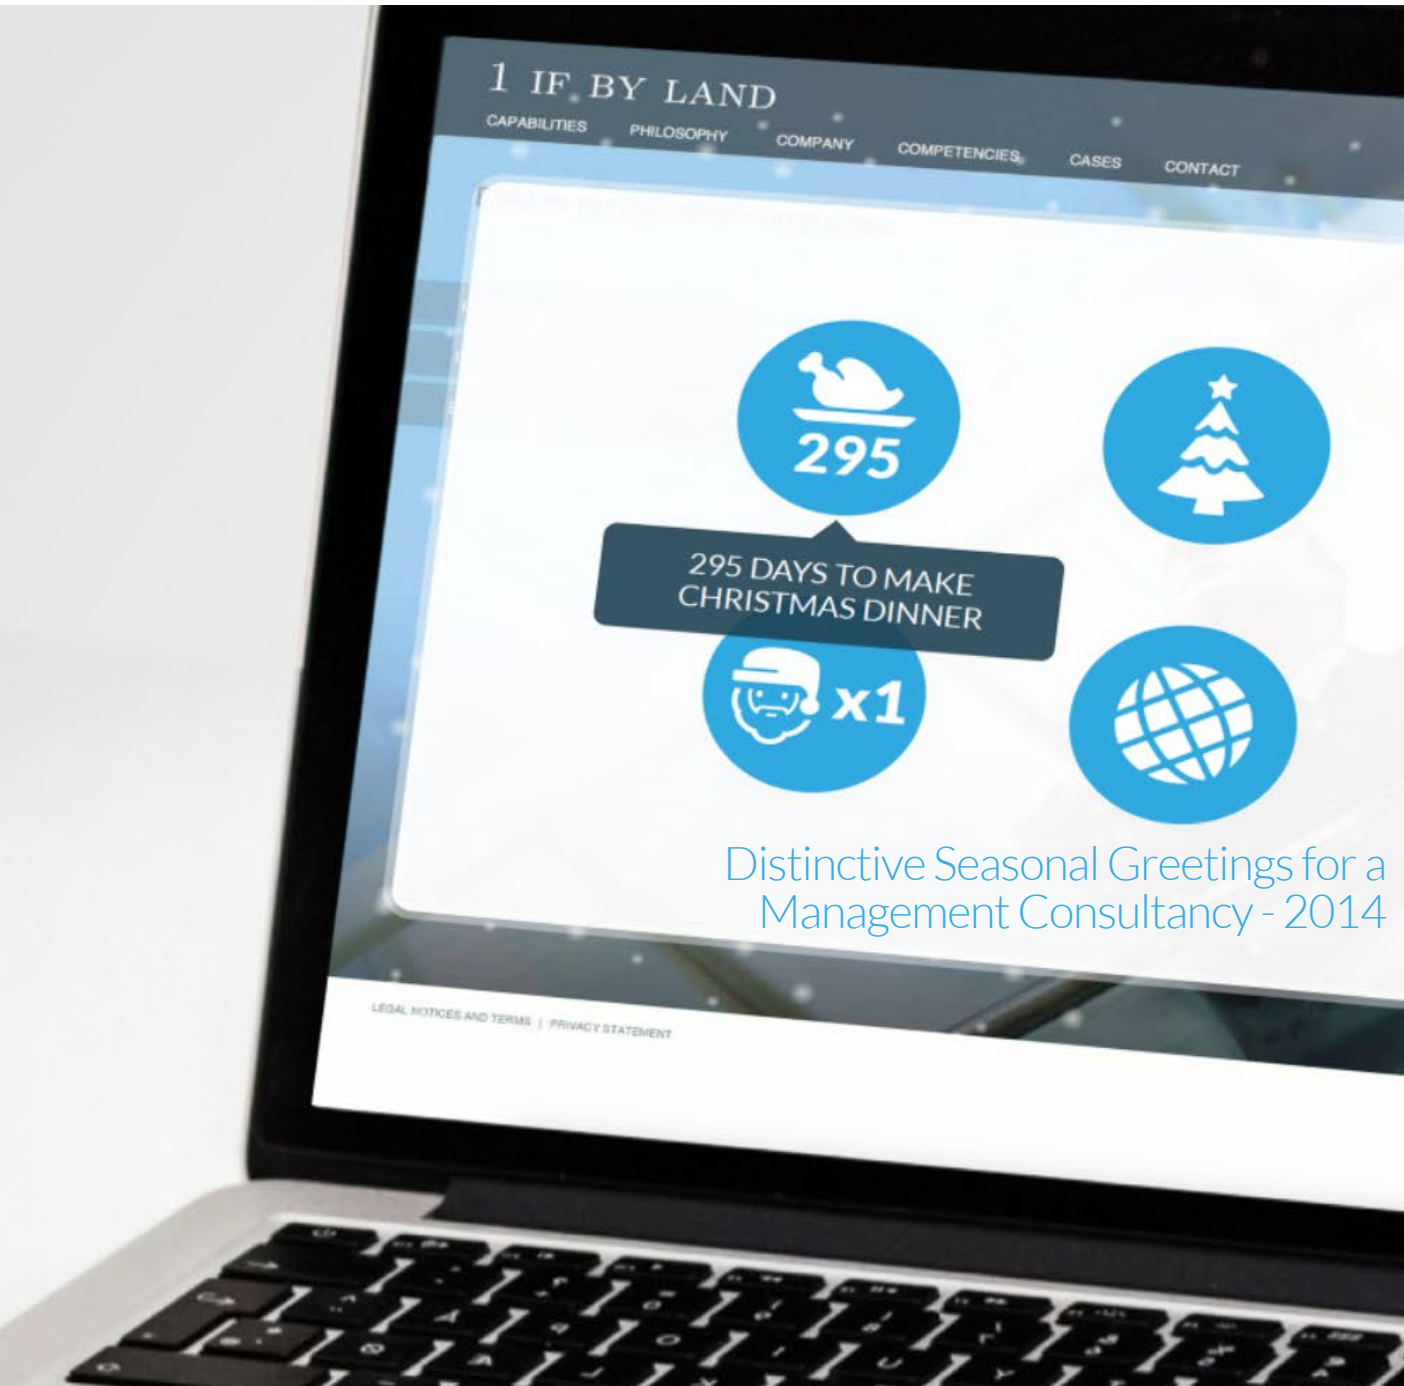 1 IF BY LAND
CAPABILITIES PHILOSOPHY COMPANY COMPETENCIES CASES CONTACT
295
295 DAYS TO MAKE
CHRISTMAS DINNER
x1
Distinctive Seasonal Greetings for a
Management Consultancy - 2014
LEGAL NOTICES AND TERMS | PRIVACY STATEMENT